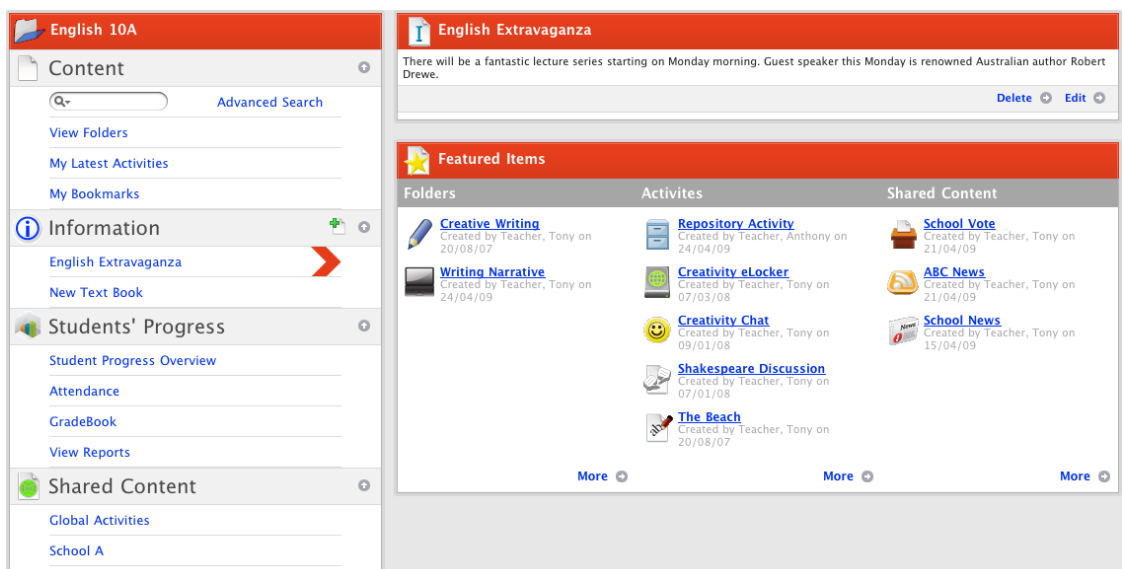 English 10A
Content
Advanced Search
View Folders
My Latest Activities
My Bookmarks
Information
English Extravaganza
New Text Book
Students' Progress
Student Progress Overview
Attendance
GradeBook
View Reports
Shared Content
Global Activities
School A
English Extravaganza
There will be a fantastic lecture series starting on Monday morning. Guest speaker this Monday is renowned Australian author Robert
Drewe.
Delete Edit
Featured Items
Folders
Creative Writing
Created by Teacher, Tony on
20/08/07
Writing Narrative
Created by Teacher, Tony on
24/04/09
More
Activites
Repository Activity
Created by Teacher, Anthony on
24/04/09
Creativity eLocker
Created by Teacher, Tony on
07/03/08
Creativity Chat
Created by Teacher, Tony on
09/01/08
Shakespeare Discussion
Created by Teacher, Tony on
07/01/08
The Beach
Created by Teacher, Tony on
20/08/07
More
Shared Content
School Vote
Created by Teacher, Tony on
21/04/09
ABC News
Created by Teacher, Tony on
21/04/09
News
School News
Created by Teacher, Tony on
15/04/09
More